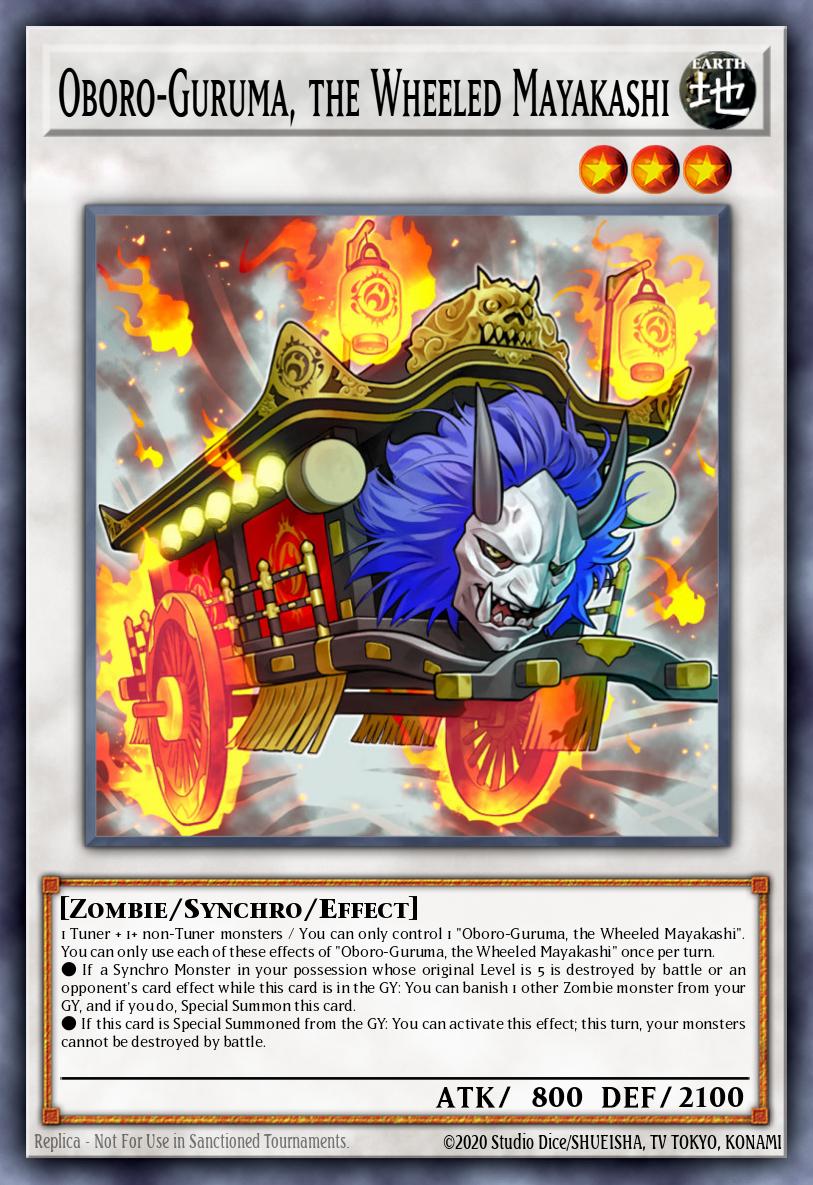 Oboro-Guruma, the Wheeled Mayakashi
EARTH
地
[Zombie/Synchro/Effect]
1 Tuner + 1+ non-Tuner monsters / You can only control 1 "Oboro-Guruma, the Wheeled Mayakashi".
You can only use each of these effects of "Oboro-Guruma, the Wheeled Mayakashi" once per turn.
● If a Synchro Monster in your possession whose original Level is 5 is destroyed by battle or an
opponent's card effect while this card is in the GY: You can banish 1 other Zombie monster from your
GY, and if you do, Special Summon this card.
● If this card is Special Summoned from the GY: You can activate this effect; this turn, your monsters
cannot be destroyed by battle.
ATK/ 800 DEF/2100
Replica - Not For Use in Sanctioned Tournaments.
©2020 Studio Dice/SHUEISHA, TV TOKYO, KONAMI